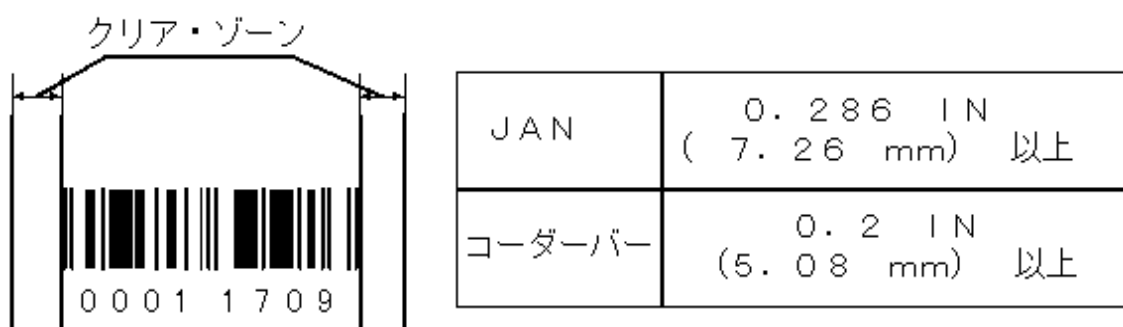 クリア・ゾーン
0001 1709
JAN
0.286 IN
(7.26 mm) 以上
コーダーバー
0.2 IN
(5.08 mm) 以上